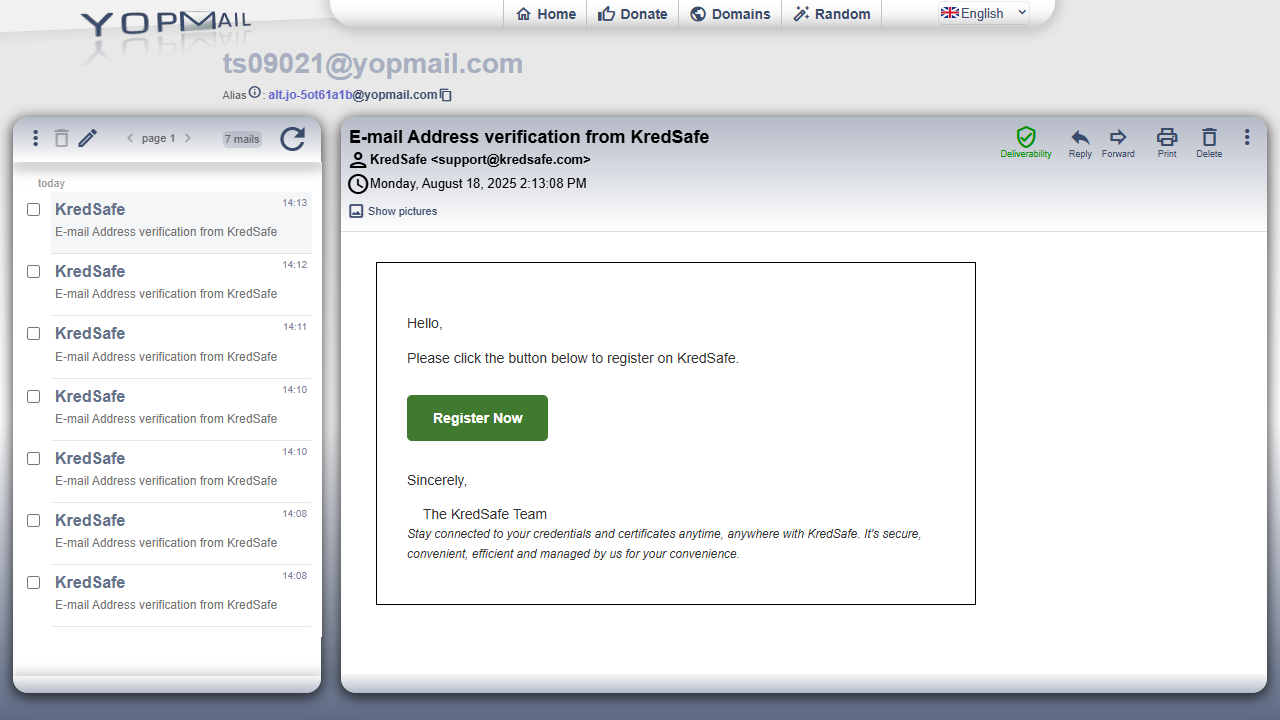 YOPMAIL
Home
Donate
Domains
Random
English
ts09021@yopmail.com
Alias : alt.jo-5ot61a1b@yopmail.com
page 1
7 mails
today
KredSafe 14:13
E-mail Address verification from KredSafe
KredSafe 14:12
E-mail Address verification from KredSafe
KredSafe 14:11
E-mail Address verification from KredSafe
KredSafe 14:10
E-mail Address verification from KredSafe
KredSafe 14:10
E-mail Address verification from KredSafe
KredSafe 14:08
E-mail Address verification from KredSafe
KredSafe 14:08
E-mail Address verification from KredSafe
E-mail Address verification from KredSafe
KredSafe <support@kredsafe.com>
Monday, August 18, 2025 2:13:08 PM
Show pictures
Deliverability
Reply
Forward
Print
Delete
Hello,
Please click the button below to register on KredSafe.
Register Now
Sincerely,
The KredSafe Team
Stay connected to your credentials and certificates anytime, anywhere with KredSafe. It's secure,
convenient, efficient and managed by us for your convenience.